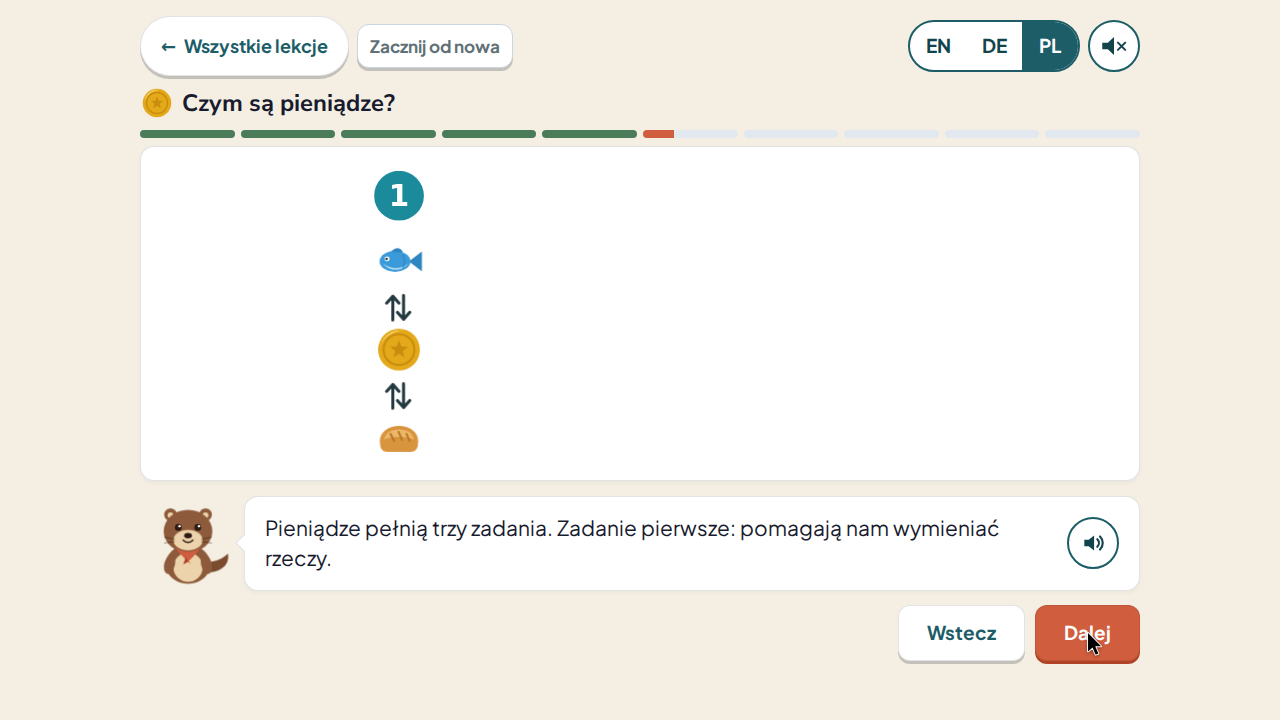 ← Wszystkie lekcje
Zacznij od nowa
EN DE PL
Czym są pieniądze?
1
Pieniądze pełnią trzy zadania. Zadanie pierwsze: pomagają nam wymieniać
rzeczy.
Wstecz
Dalej